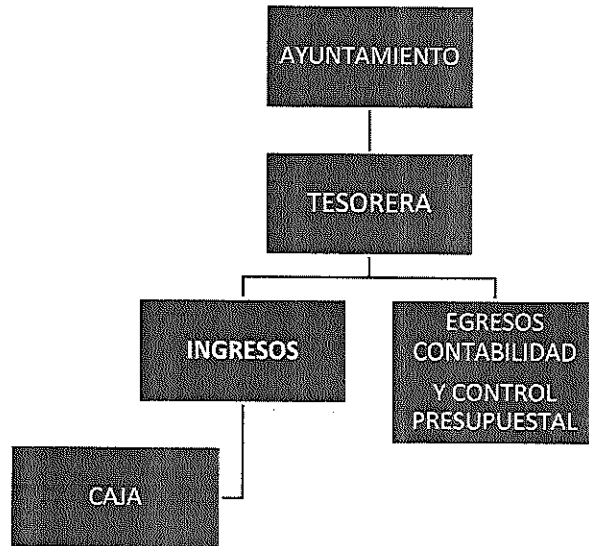 AYUNTAMIENTO
TESORERA
INGRESOS
EGRESOS
CONTABILIDAD
Y CONTROL
PRESUPUESTAL
CAJA